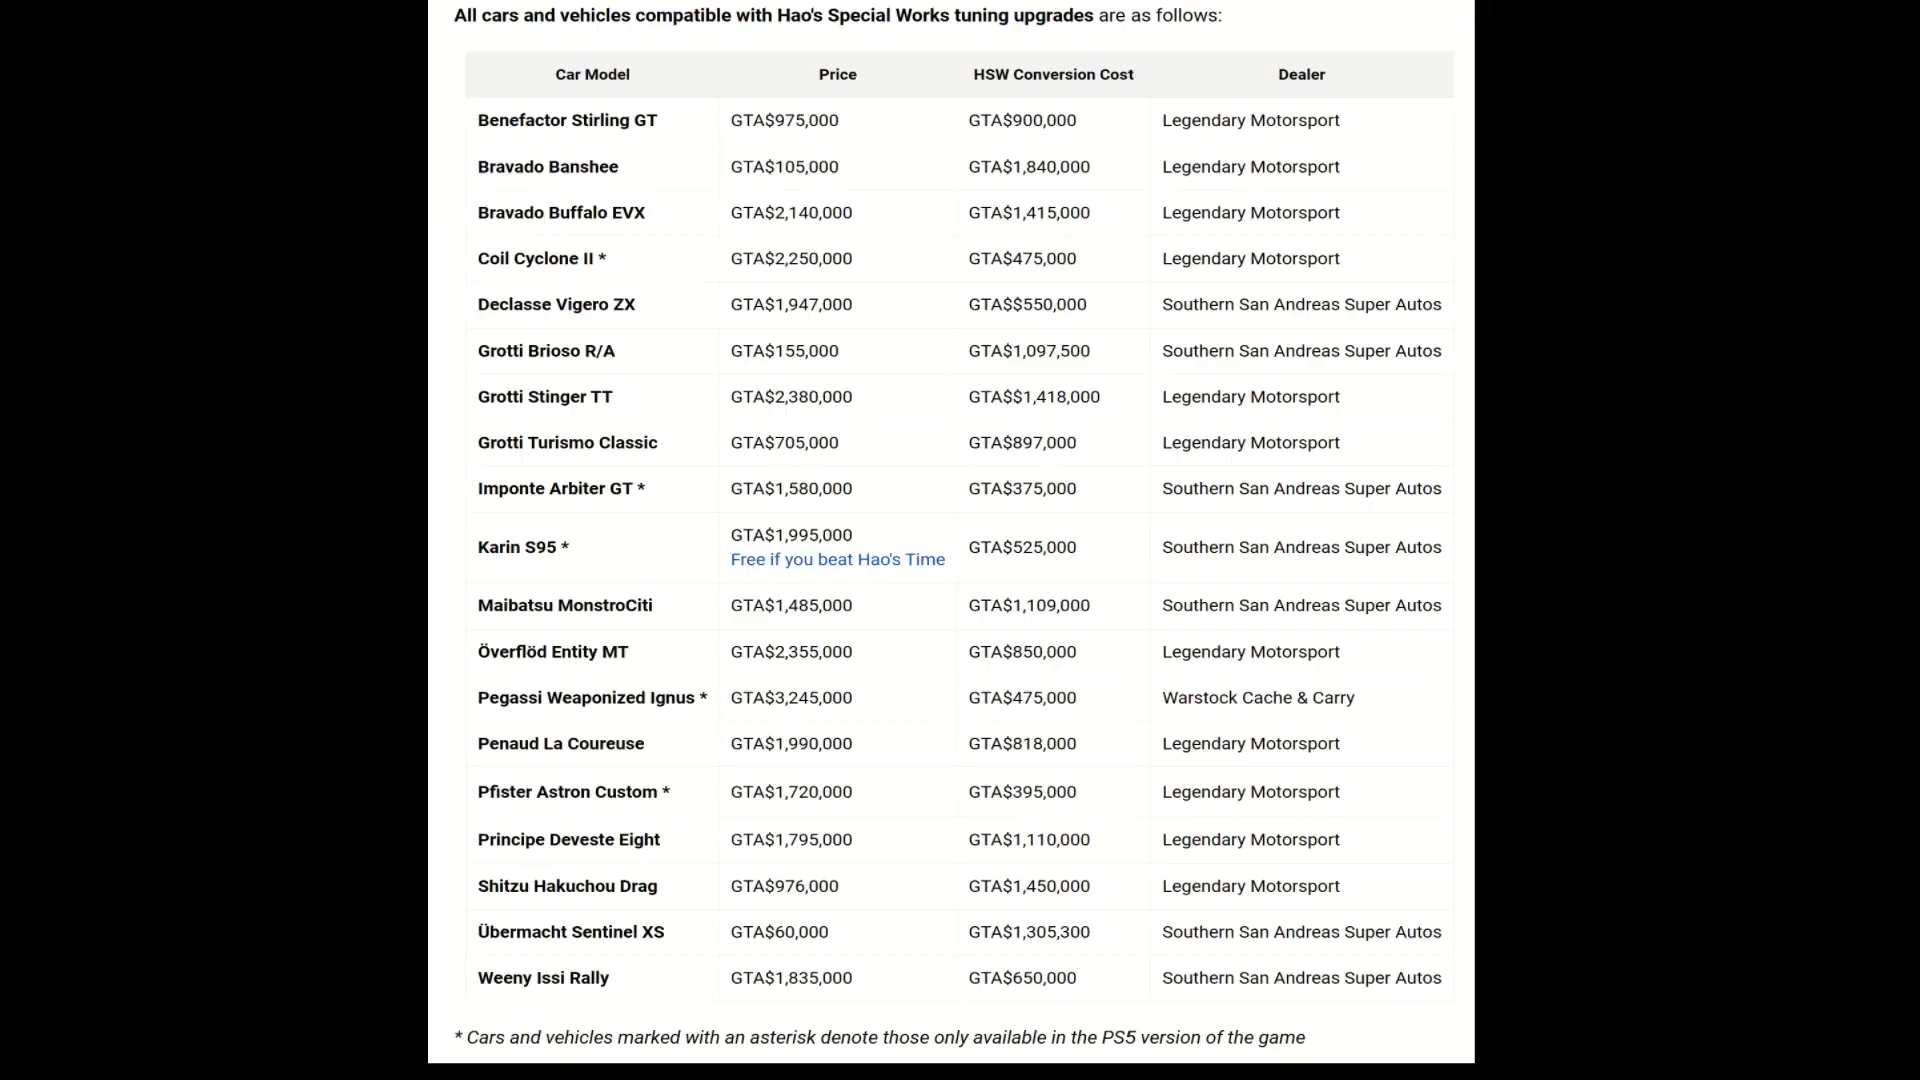 All cars and vehicles compatible with Hao's Special Works tuning upgrades are as follows:
Car Model Price HSW Conversion Cost Dealer
Benefactor Stirling GT GTA$975,000 GTA$900,000 Legendary Motorsport
Bravado Banshee GTA$105,000 GTA$1,840,000 Legendary Motorsport
Bravado Buffalo EVX GTA$2,140,000 GTA$1,415,000 Legendary Motorsport
Coil Cyclone II * GTA$2,250,000 GTA$475,000 Legendary Motorsport
Declasse Vigero ZX GTA$1,947,000 GTA$$550,000 Southern San Andreas Super Autos
Grotti Brioso R/A GTA$155,000 GTA$1,097,500 Southern San Andreas Super Autos
Grotti Stinger TT GTA$2,380,000 GTA$$1,418,000 Legendary Motorsport
Grotti Turismo Classic GTA$705,000 GTA$897,000 Legendary Motorsport
Imponte Arbiter GT * GTA$1,580,000 GTA$375,000 Southern San Andreas Super Autos
Karin S95 * GTA$1,995,000 GTA$525,000 Southern San Andreas Super Autos
Free if you beat Hao's Time
Maibatsu MonstroCiti GTA$1,485,000 GTA$1,109,000 Southern San Andreas Super Autos
Överflöd Entity MT GTA$2,355,000 GTA$850,000 Legendary Motorsport
Pegassi Weaponized Ignus * GTA$3,245,000 GTA$475,000 Warstock Cache & Carry
Penaud La Coureuse GTA$1,990,000 GTA$818,000 Legendary Motorsport
Pfister Astron Custom * GTA$1,720,000 GTA$395,000 Legendary Motorsport
Principe Deveste Eight GTA$1,795,000 GTA$1,110,000 Legendary Motorsport
Shitzu Hakuchou Drag GTA$976,000 GTA$1,450,000 Legendary Motorsport
Übermacht Sentinel XS GTA$60,000 GTA$1,305,300 Southern San Andreas Super Autos
Weeny Issi Rally GTA$1,835,000 GTA$650,000 Southern San Andreas Super Autos
* Cars and vehicles marked with an asterisk denote those only available in the PS5 version of the game